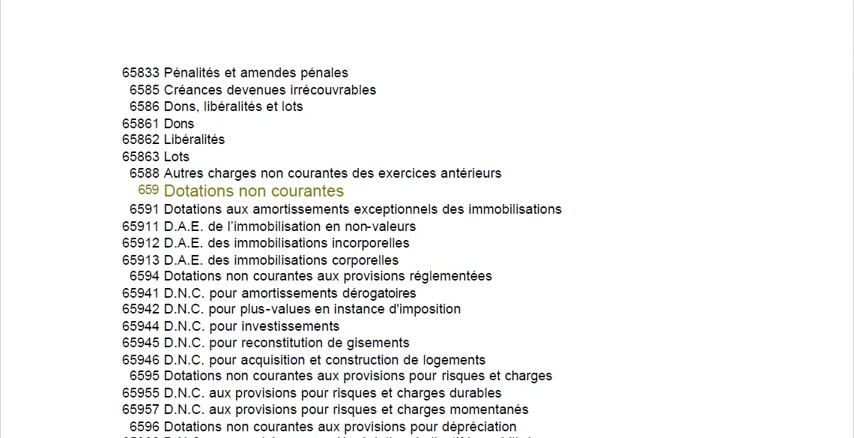 65833 Pénalités et amendes pénales
6585 Créances devenues irrécouvrables
6586 Dons, libéralités et lots
65861 Dons
65862 Libéralités
65863 Lots
6588 Autres charges non courantes des exercices antérieurs
659 Dotations non courantes
6591 Dotations aux amortissements exceptionnels des immobilisations
65911 D.A.E. de l'immobilisation en non-valeurs
65912 D.A.E. des immobilisations incorporelles
65913 D.A.E. des immobilisations corporelles
6594 Dotations non courantes aux provisions réglementées
65941 D.N.C. pour amortissements dérogatoires
65942 D.N.C. pour plus-values en instance d'imposition
65944 D.N.C. pour investissements
65945 D.N.C. pour reconstitution de gisements
65946 D.N.C. pour acquisition et construction de logements
6595 Dotations non courantes aux provisions pour risques et charges
65955 D.N.C. aux provisions pour risques et charges durables
65957 D.N.C. aux provisions pour risques et charges momentanés
6596 Dotations non courantes aux provisions pour dépréciation